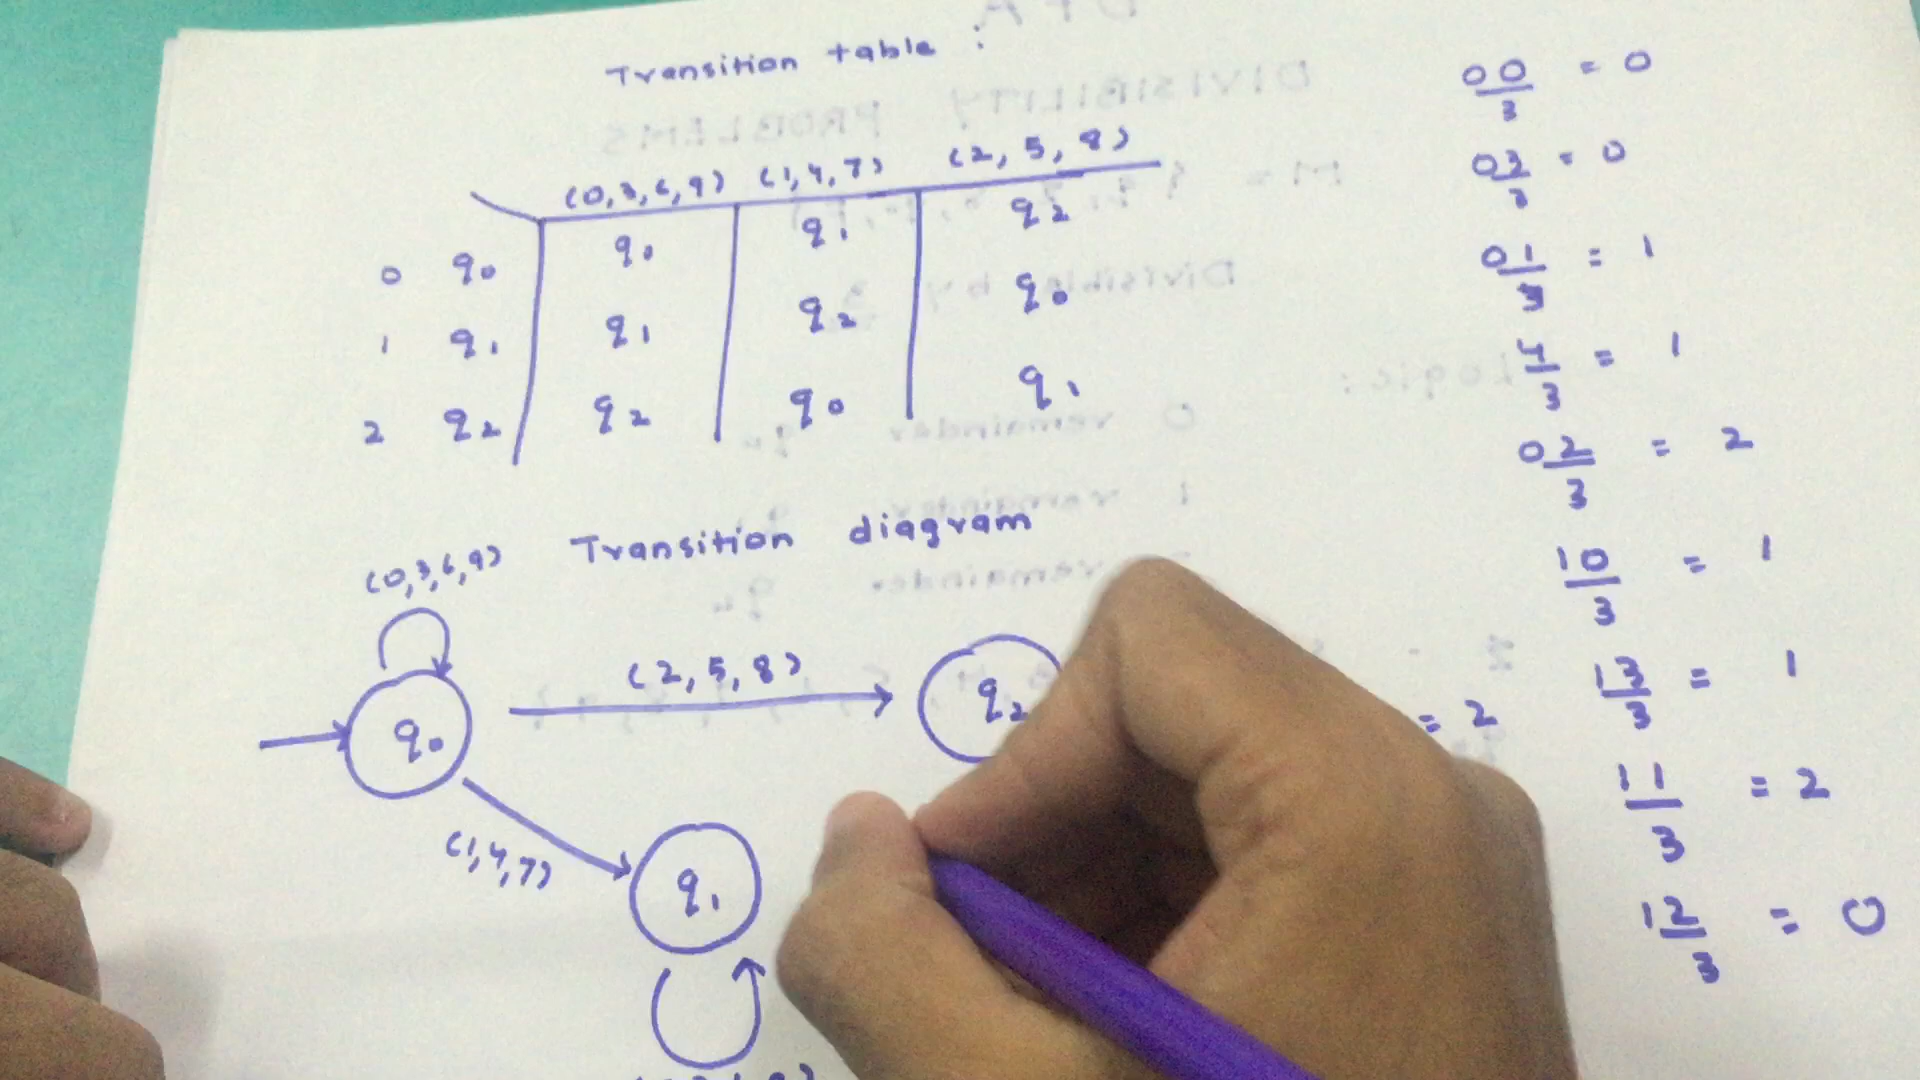 Transition table :
(0,3,6,9) (1,4,7) (2,5,8)
0 q0 q0 q1 q2
1 q1 q1 q2 q0
2 q2 q2 q0 q1
Transition diagram
(0,3,6,9)
(2,5,8)
q0
q2
(1,4,7)
q1
00/3 = 0
03/3 = 0
01/3 = 1
4/3 = 1
02/3 = 2
10/3 = 1
13/3 = 1
11/3 = 2
12/3 = 0
= 2